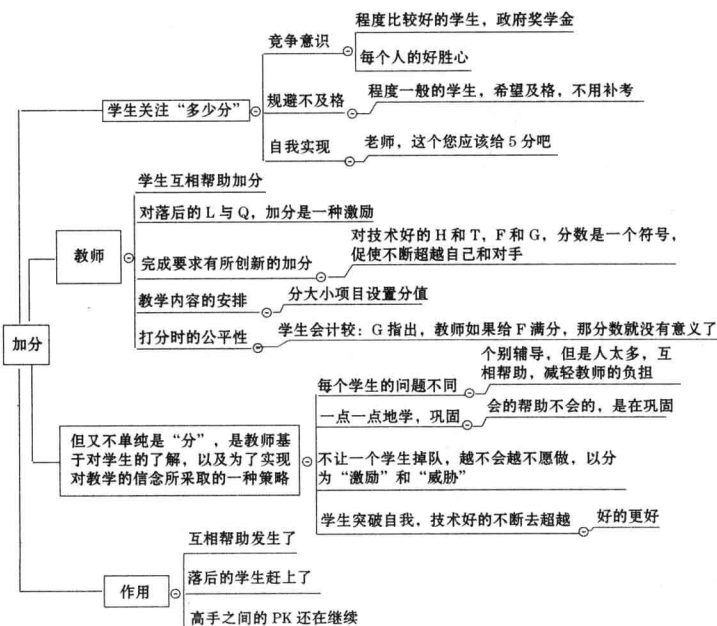 竞争意识
程度比较好的学生，政府奖学金
每个人的好胜心
学生关注“多少分”
规避不及格
程度一般的学生，希望及格，不用补考
自我实现
老师，这个您应该给5分吧
学生互相帮助加分
对落后的L与Q，加分是一种激励
教师
完成要求有所创新的加分
对技术好的H和T，F和G，分数是一个符号，
促使不断超越自己和对手
教学内容的安排
分大小项目设置分值
打分时的公平性
学生会计较：G指出，教师如果给F满分，那分数就没有意义了
加分
每个学生的问题不同
个别辅导，但是人太多，互
相帮助，减轻教师的负担
一点一点地学，巩固
会的帮助不会的，是在巩固
但又不单纯是“分”，是教师基
于对学生的了解，以及为了实现
对教学的信念所采取的一种策略
不让一个学生掉队，越不会越不愿做，以分
为“激励”和“威胁”
学生突破自我，技术好的不断去超越
好的更好
互相帮助发生了
作用
落后的学生赶上了
高手之间的PK还在继续